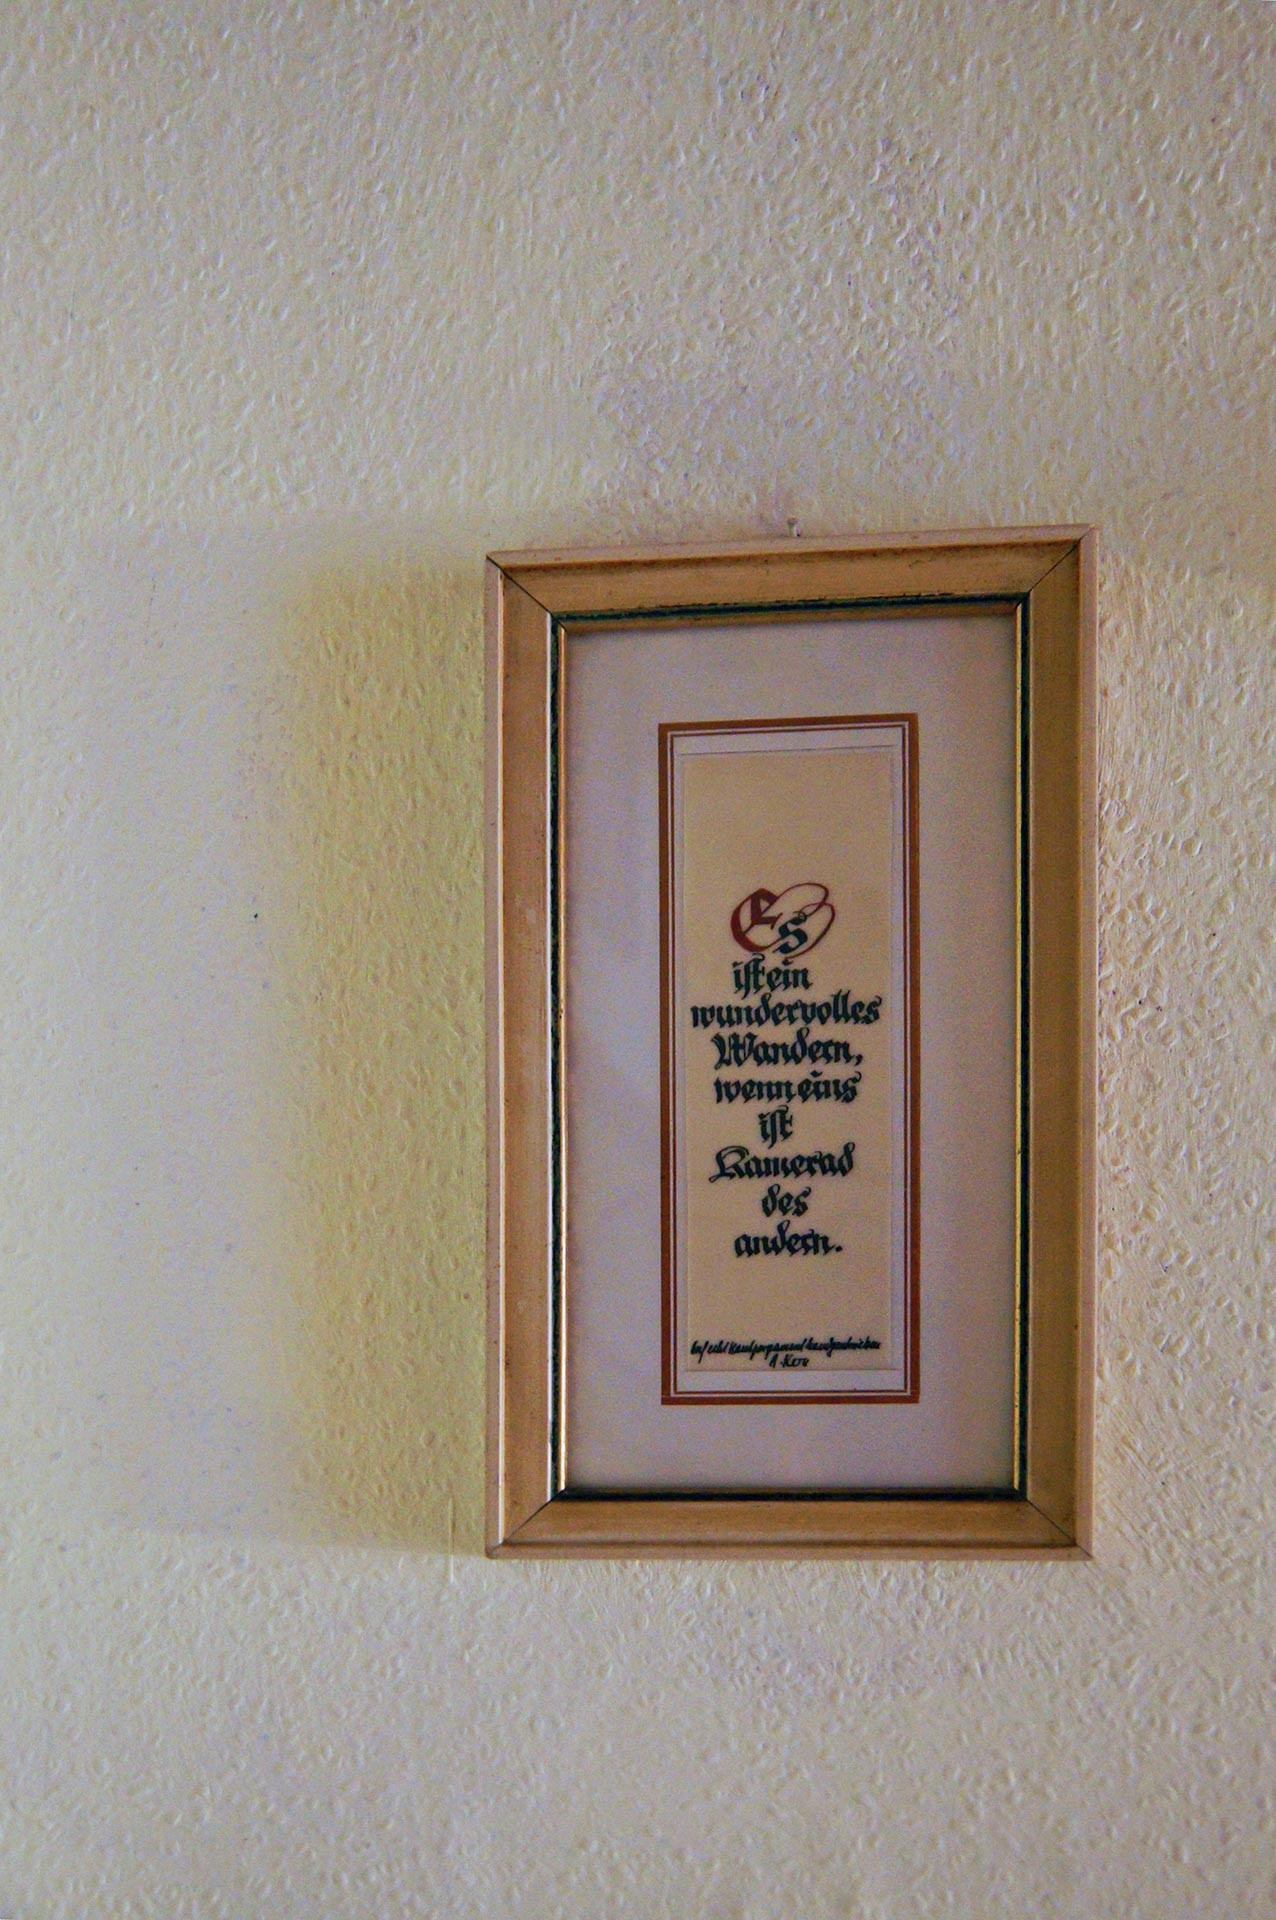 Es
ist ein
wundervolles
Wandern,
wenn eins
ist
Kamerad
des
andern.